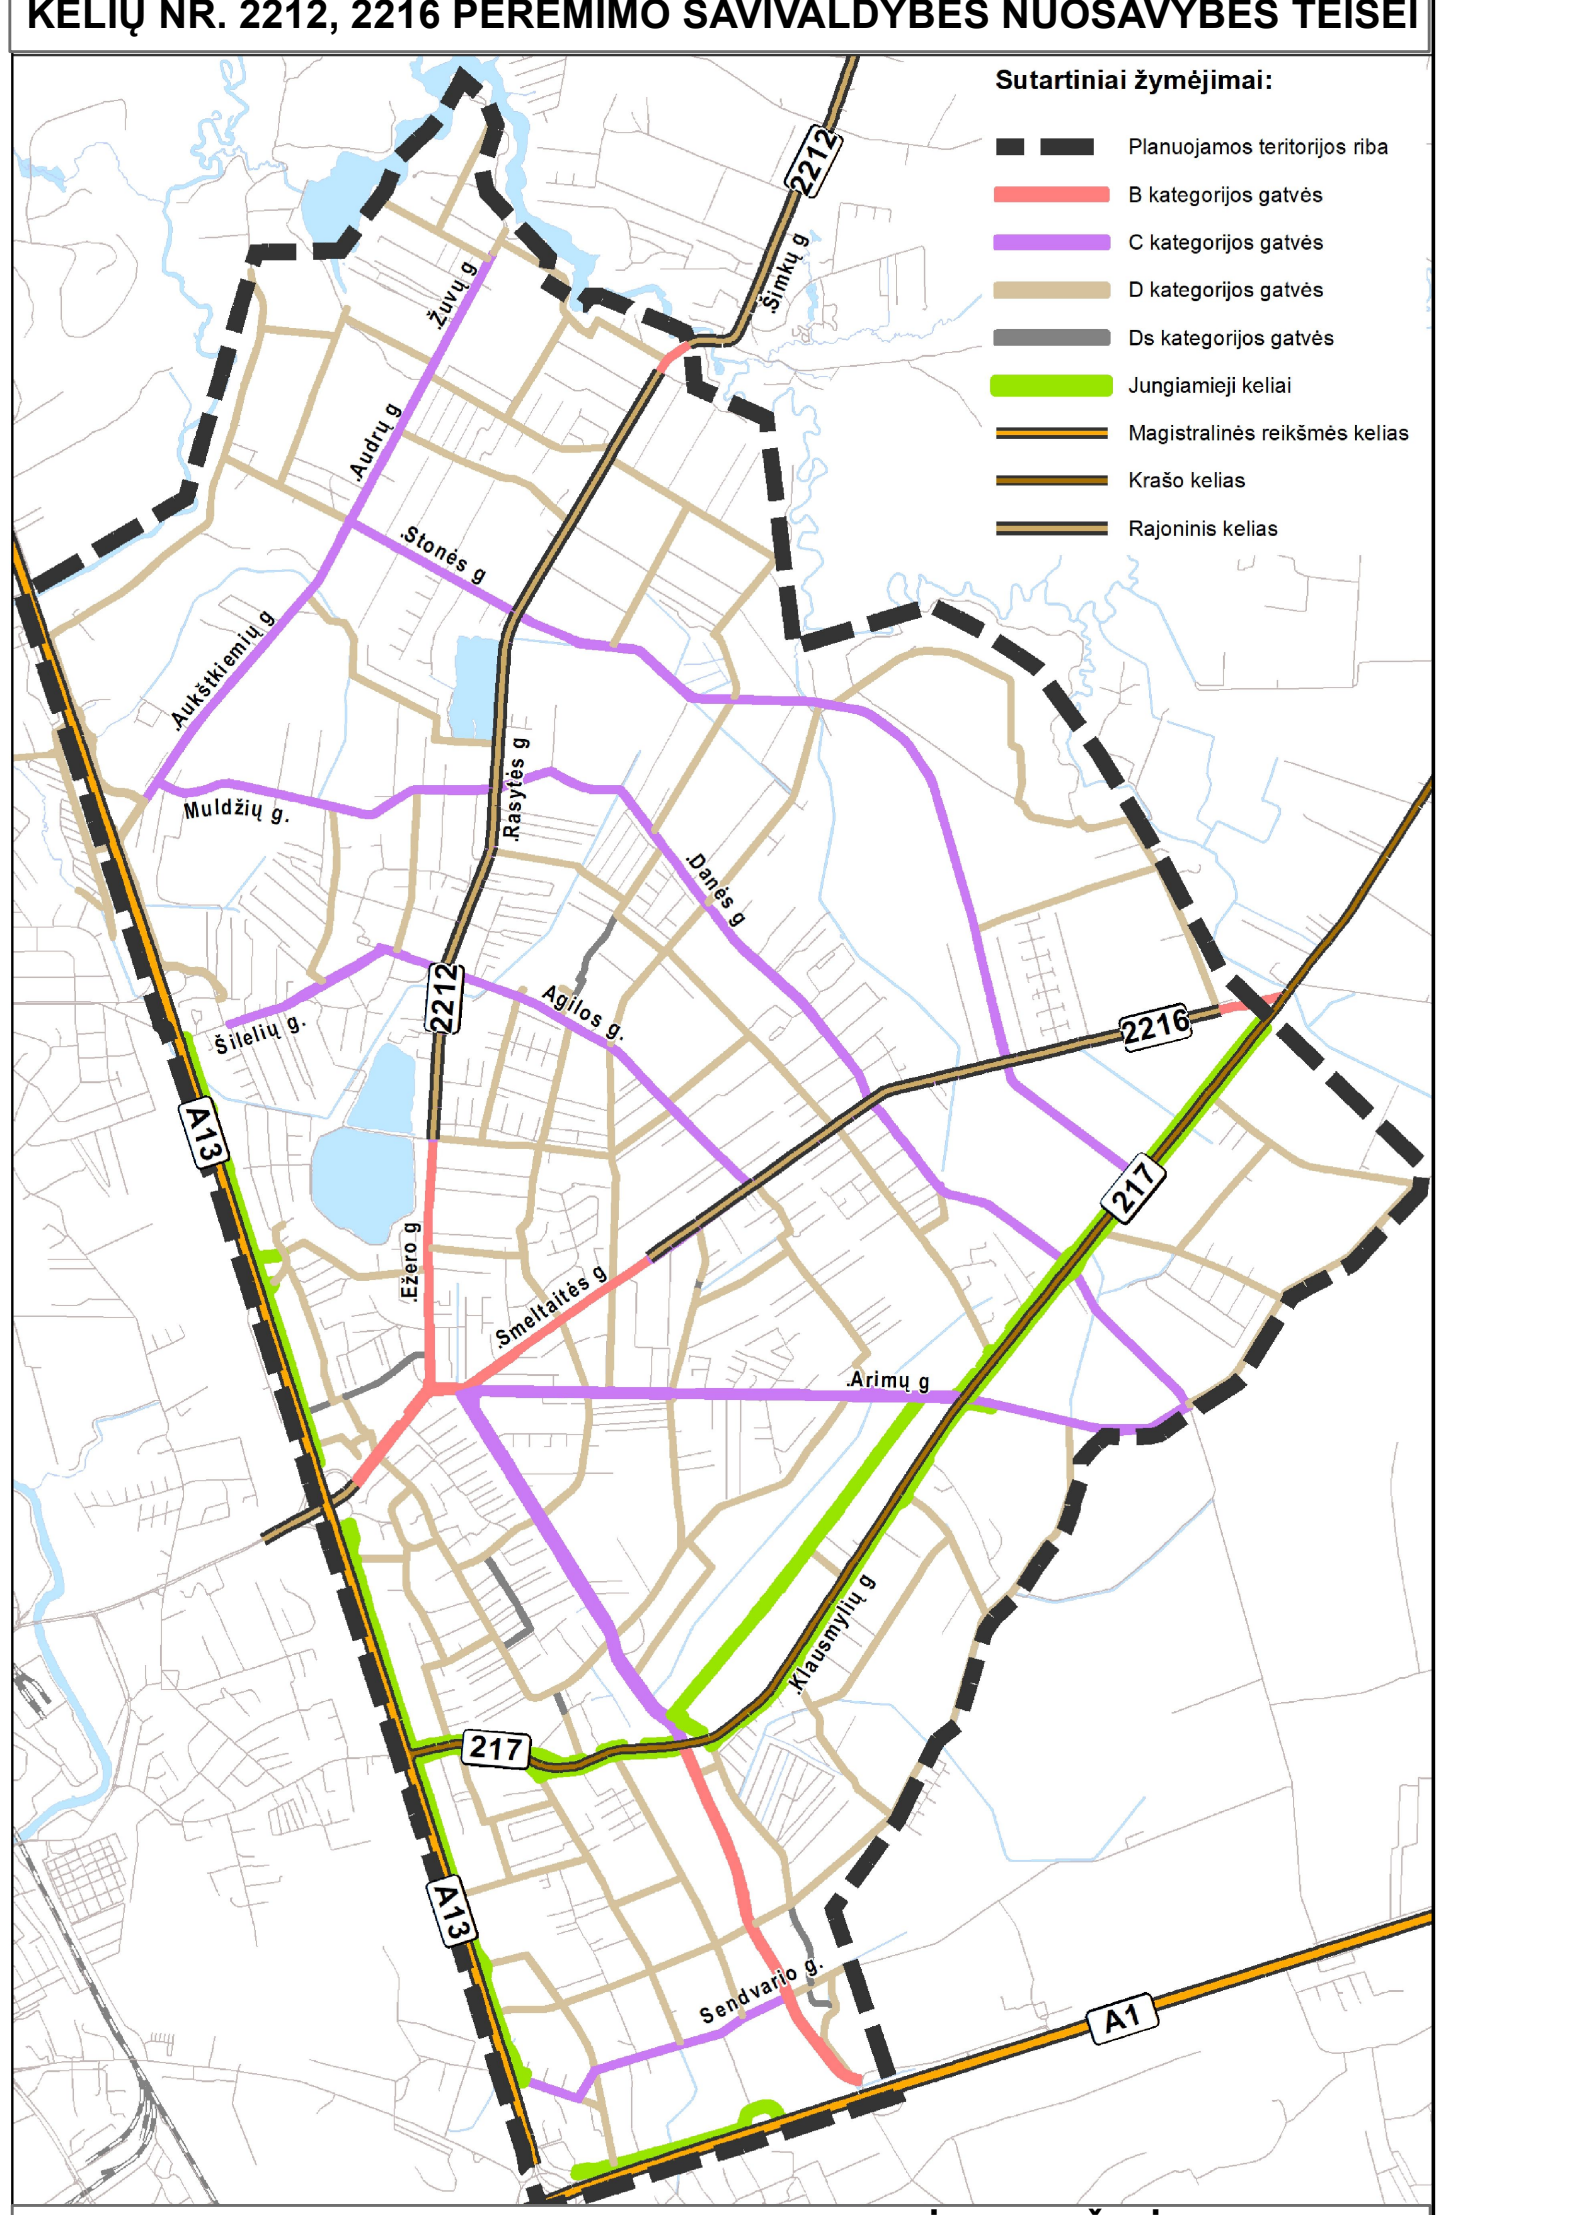 KELIŲ NR. 2212, 2216 PERĖMIMO SAVIVALDYBĖS NUOSAVYBĖS TEISEI
Sutartiniai žymėjimai:
Planuojamos teritorijos riba
B kategorijos gatvės
C kategorijos gatvės
D kategorijos gatvės
Ds kategorijos gatvės
Jungiamieji keliai
Magistralinės reikšmės kelias
Krašo kelias
Rajoninis kelias
2212
.Šimkų g
.Žuvų g
.Audrų g
.Stonės g
.Aukštkiemių g
.Rasytės g
Muldžių g.
.Danės g
2212
Agilos g.
Šilelių g.
2216
A13
217
.Ežero g
.Smeltaitės g
.Arimų g
.Klausmylių g
217
A13
Sendvario g.
A1